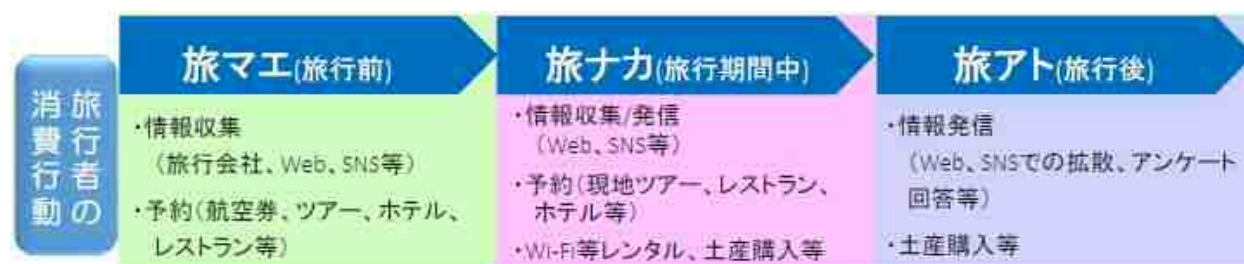 旅行者の
消費行動
旅マエ(旅行前)
・情報収集
(旅行会社、Web、SNS等)
・予約(航空券、ツアー、ホテル、
レストラン等)
旅ナカ(旅行期間中)
・情報収集/発信
(Web、SNS等)
・予約(現地ツアー、レストラン、
ホテル等)
・Wi-Fi等レンタル、土産購入等
旅アト(旅行後)
・情報発信
(Web、SNSでの拡散、アンケート
回答等)
・土産購入等